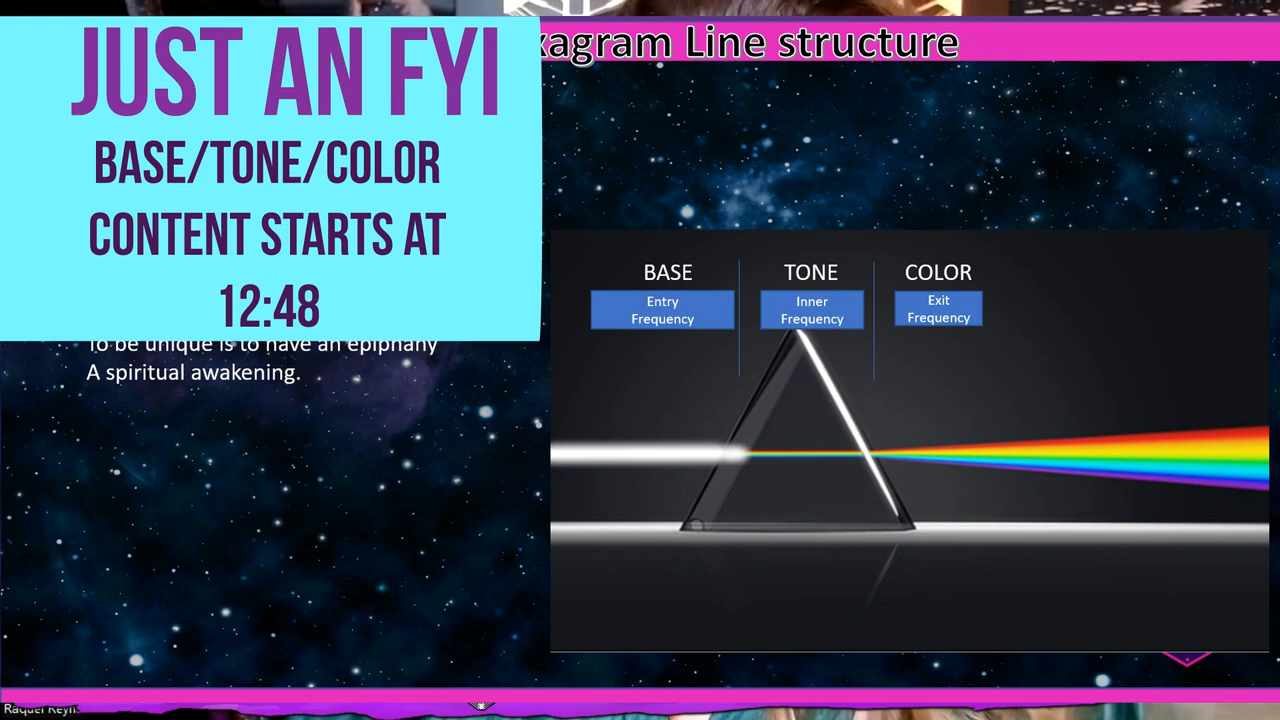 JUST AN FYI
BASE/TONE/COLOR
CONTENT STARTS AT
12:48
Line structure
BASE
TONE
COLOR
Entry
Frequency
Inner
Frequency
Exit
Frequency
To be unique is to have an epiphany
A spiritual awakening.
Raquel